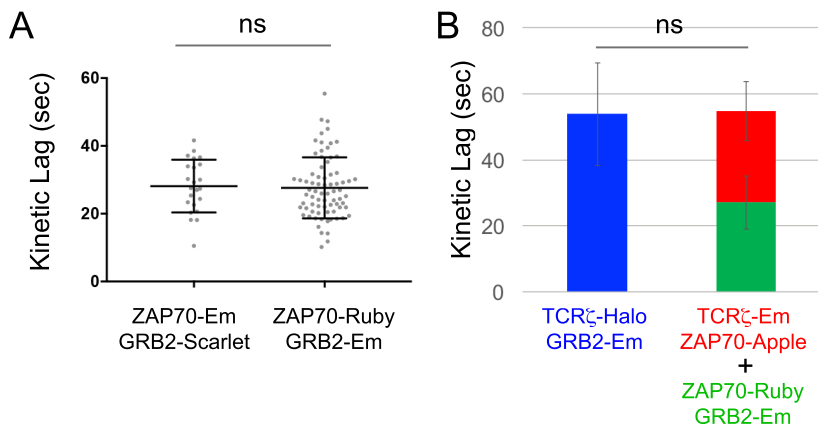 A
ns
Kinetic Lag (sec)
60
40
20
0
ZAP70-Em
GRB2-Scarlet
ZAP70-Ruby
GRB2-Em
B
ns
Kinetic Lag (sec)
80
60
40
20
0
TCRζ-Halo
GRB2-Em
TCRζ-Em
ZAP70-Apple
+
ZAP70-Ruby
GRB2-Em